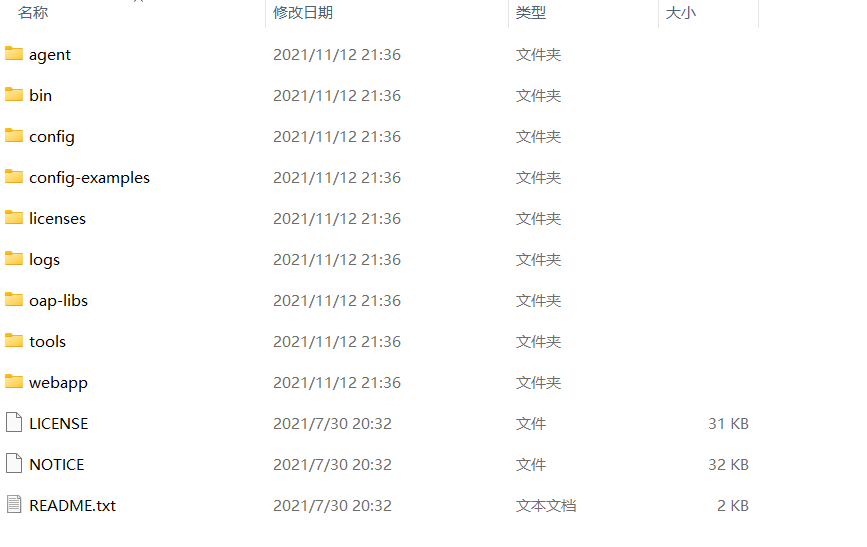 名称 修改日期 类型 大小
agent 2021/11/12 21:36 文件夹
bin 2021/11/12 21:36 文件夹
config 2021/11/12 21:36 文件夹
config-examples 2021/11/12 21:36 文件夹
licenses 2021/11/12 21:36 文件夹
logs 2021/11/12 21:36 文件夹
oap-libs 2021/11/12 21:36 文件夹
tools 2021/11/12 21:36 文件夹
webapp 2021/11/12 21:36 文件夹
LICENSE 2021/7/30 20:32 文件 31 KB
NOTICE 2021/7/30 20:32 文件 32 KB
README.txt 2021/7/30 20:32 文本文档 2 KB